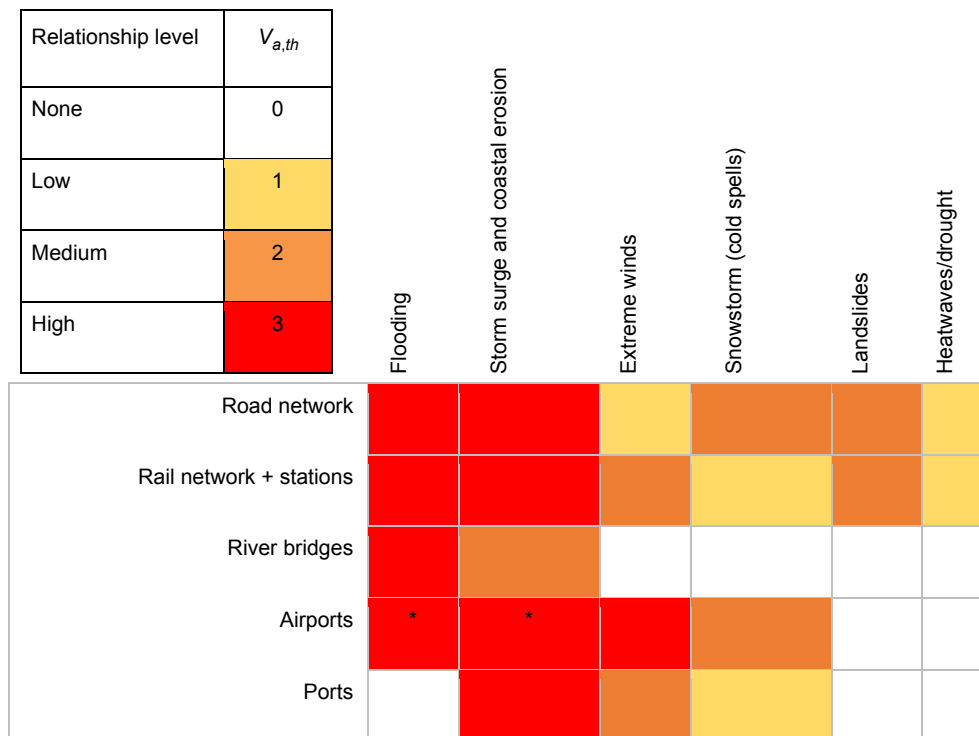 Relationship level V_{a,th}
None 0
Low 1
Medium 2
High 3
Flooding
Storm surge and coastal erosion
Extreme winds
Snowstorm (cold spells)
Landslides
Heatwaves/drought
Road network
Rail network + stations
River bridges
Airports * *
Ports